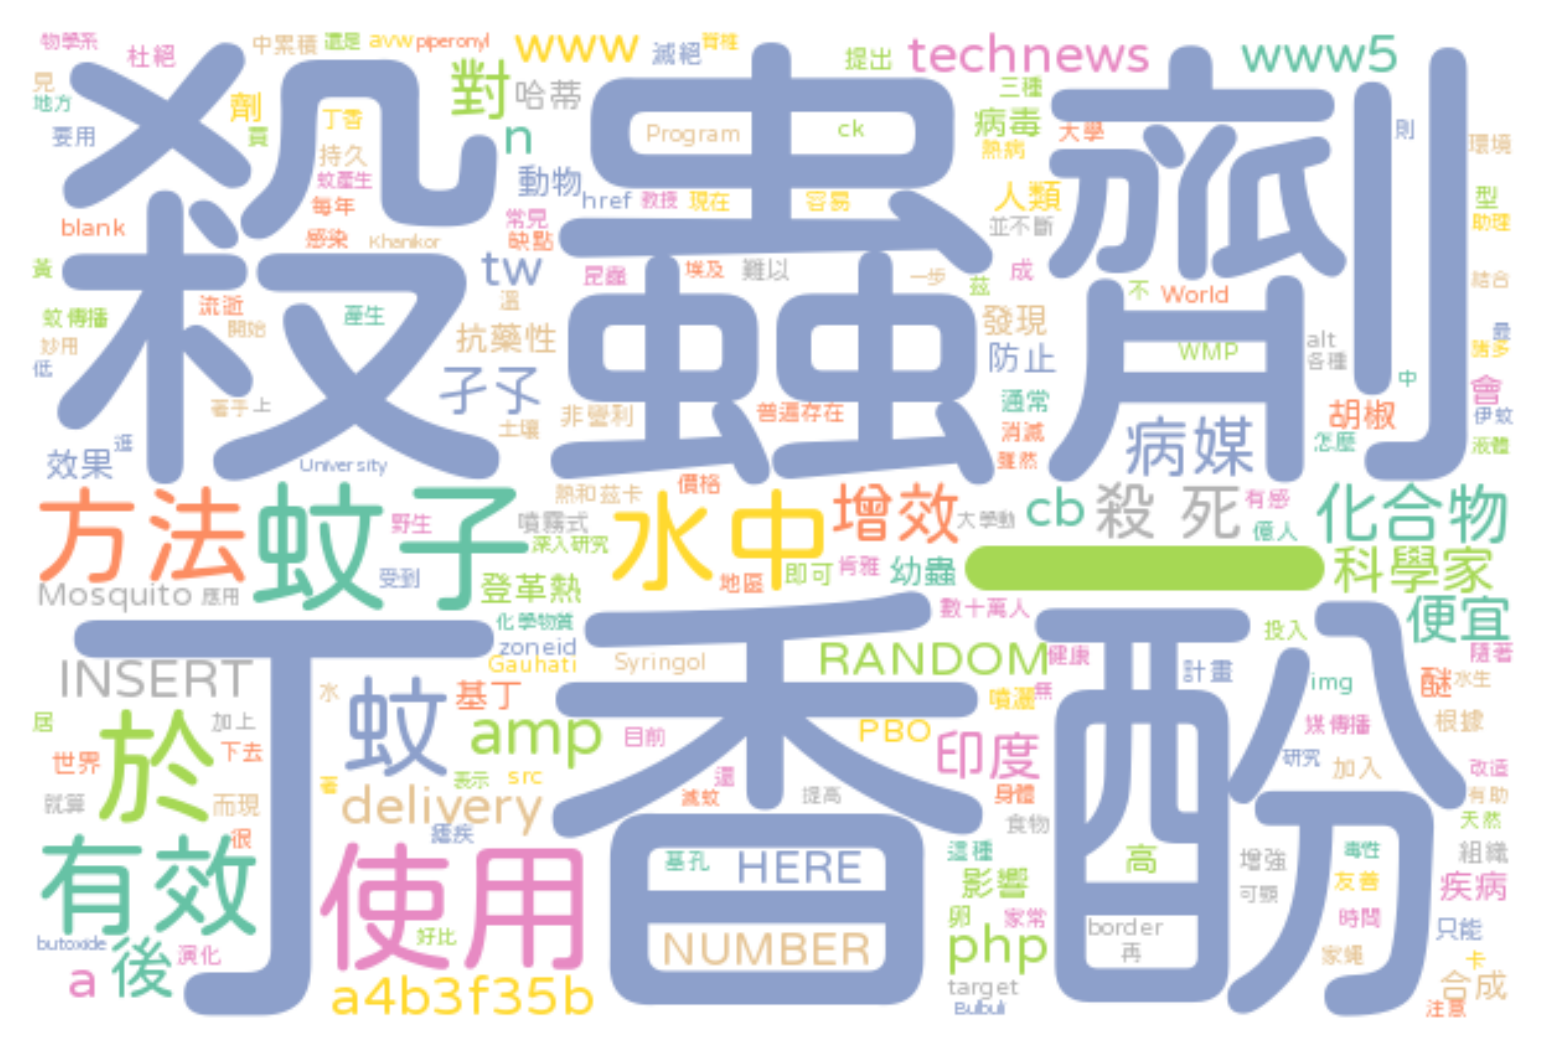 物學系 杜絕 中累積 還是 avw piperonyl www 滅絕 脊椎 提出 technews www5
見 地方 要用 劑 賣 丁香 對 哈蒂 n Program ck 三種 病毒 大學 熱病 則 環境
殺蟲劑
持久 蚊產生 每年 感染 Khanikor 動物 href 教授 現在 容易 人類 並不斷 型 助理
blank 常見 缺點 tw 昆蟲 埃及 難以 一步 茲 成 不 World 結合
黃 蚊傳播 妙用 低 流逝 開始 產生 溫 抗藥性 發現 防止 WMP alt 各種 最 諸多
著手 上 孑孓 非營利 普遍存在 通常 消滅 雖然 中 會 胡椒 伊蚊
效果 逛 University 土壤 病媒 怎麼 液體
方法 蚊子 野生 熱和茲卡 噴霧式 價格 水中 增效 大學動 cb 殺死 有感 億人 化合物
Mosquito 應用 受到 登革熱 深入研究 地區 即可 肯雅 幼蟲 科學家
化學物質 數十萬人 便宜
丁香酚
INSERT zoneid Gauhati Syringol RANDOM 健康 投入 計畫 隨著
水 蚊 基丁 噴灑 無 img 醚 水生
居 於 加上 amp 目前 PBO 印度 媒傳播 根據
世界 下去 表示 src 還 研究 加入 改造
就算 而現 著 delivery 滅蚊 提高 身體 有助
有效 很 瘧疾 食物 天然
使用 基孔 HERE 這種 高 增強 毒性 組織
影響 可顯 友善 疾病
butoxide 後 演化 好比 NUMBER 卵 家常 php border 再 時間 家蠅 只能
a a4b3f35b target Bulbuli 卡 合成 注意